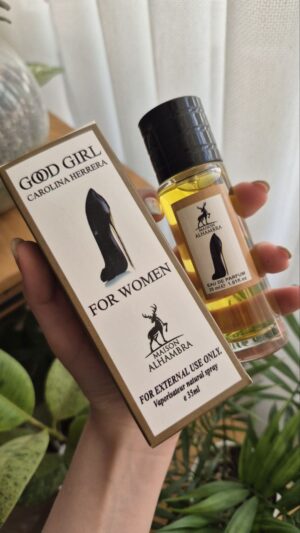 GOOD GIRL
CAROLINA HERRERA
FOR WOMEN
MAISON
ALHAMBRA
FOR EXTERNAL USE ONLY.
Vaporisateur natural spray
e 35ml
MAISON
ALHAMBRA
EAU DE PARFUM